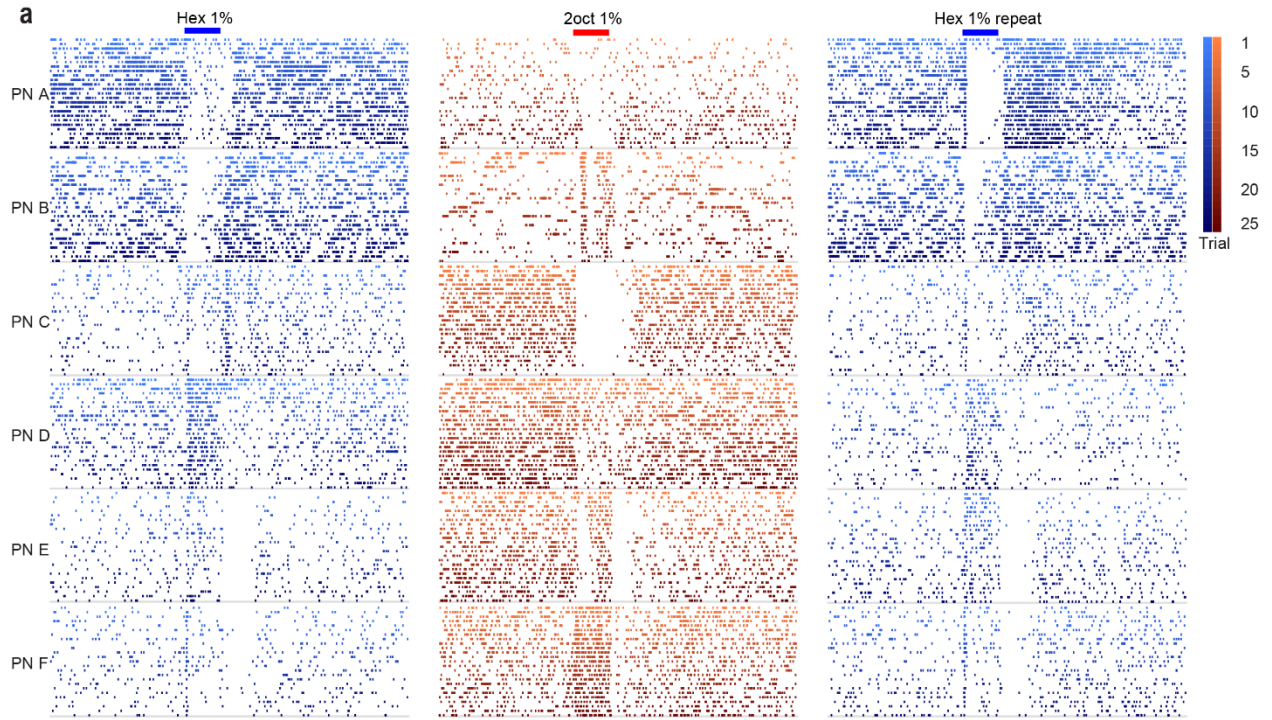 a
Hex 1%
2oct 1%
Hex 1% repeat
PN A
PN B
PN C
PN D
PN E
PN F
1
5
10
15
20
25
Trial